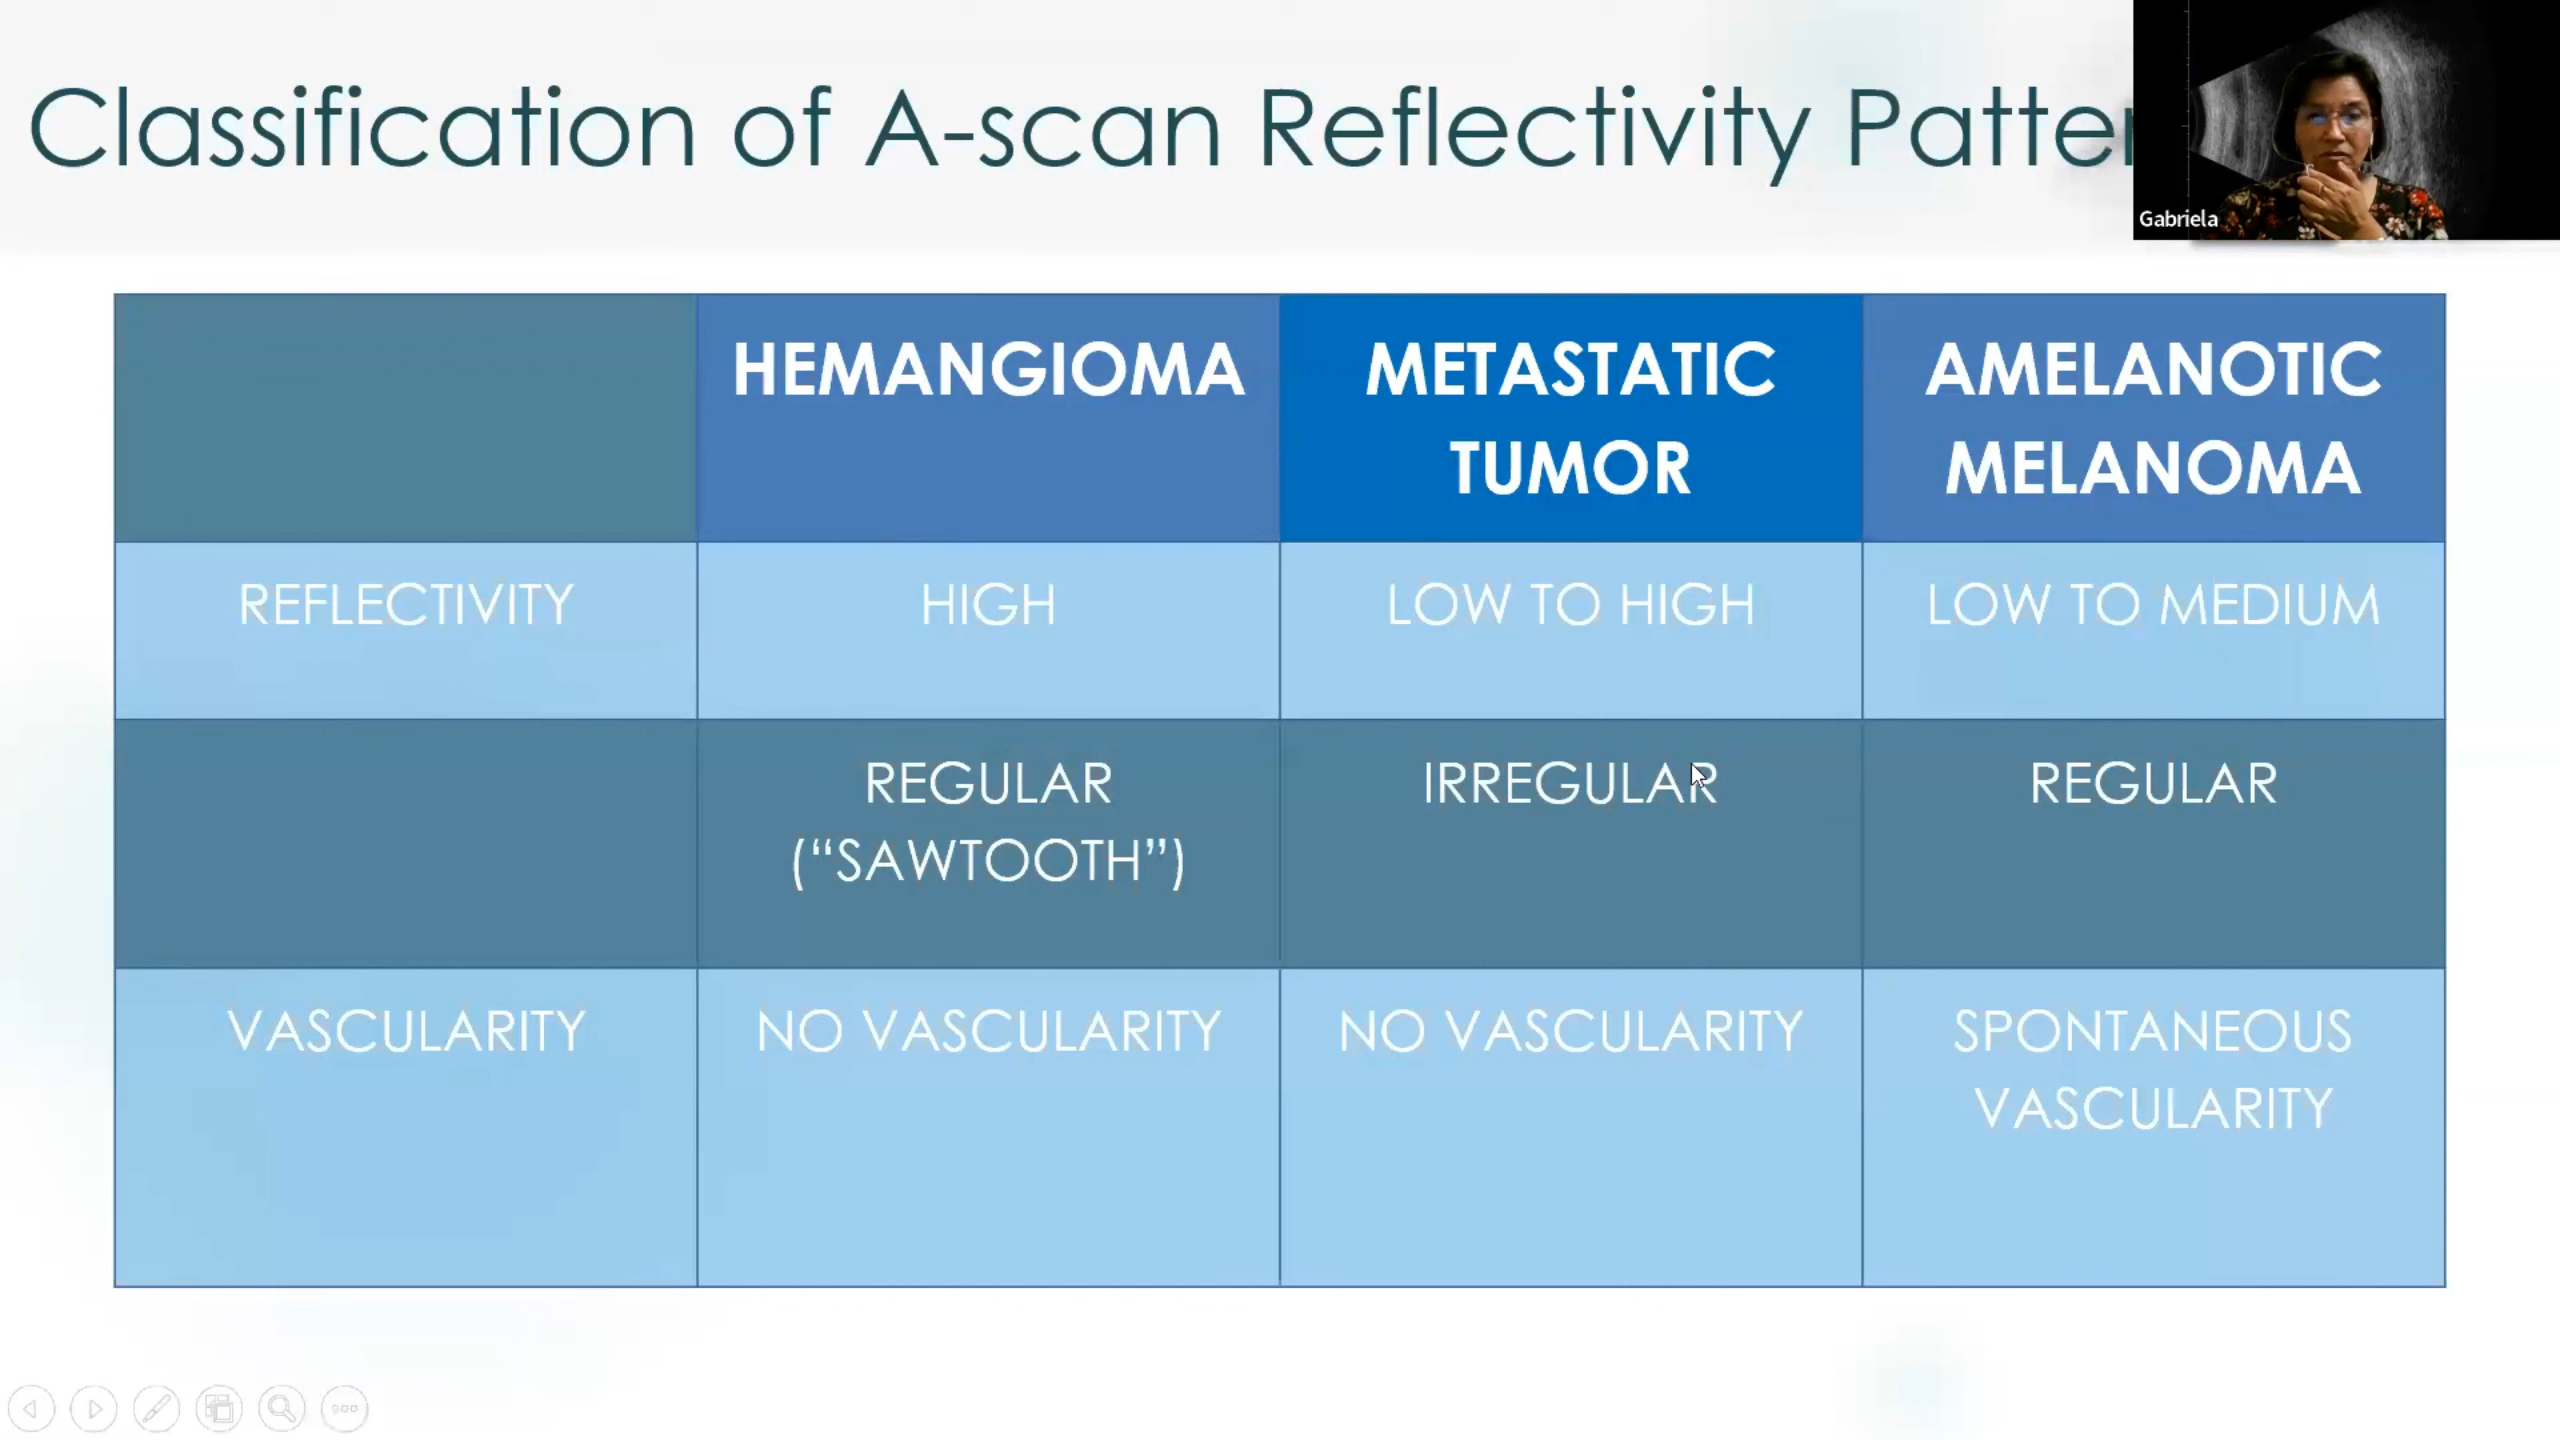 Classification of A-scan Reflectivity
Gabriela
HEMANGIOMA
METASTATIC
TUMOR
AMELANOTIC
MELANOMA
REFLECTIVITY
HIGH
LOW TO HIGH
LOW TO MEDIUM
REGULAR
(“SAWTOOTH”)
IRREGULAR
REGULAR
VASCULARITY
NO VASCULARITY
NO VASCULARITY
SPONTANEOUS
VASCULARITY